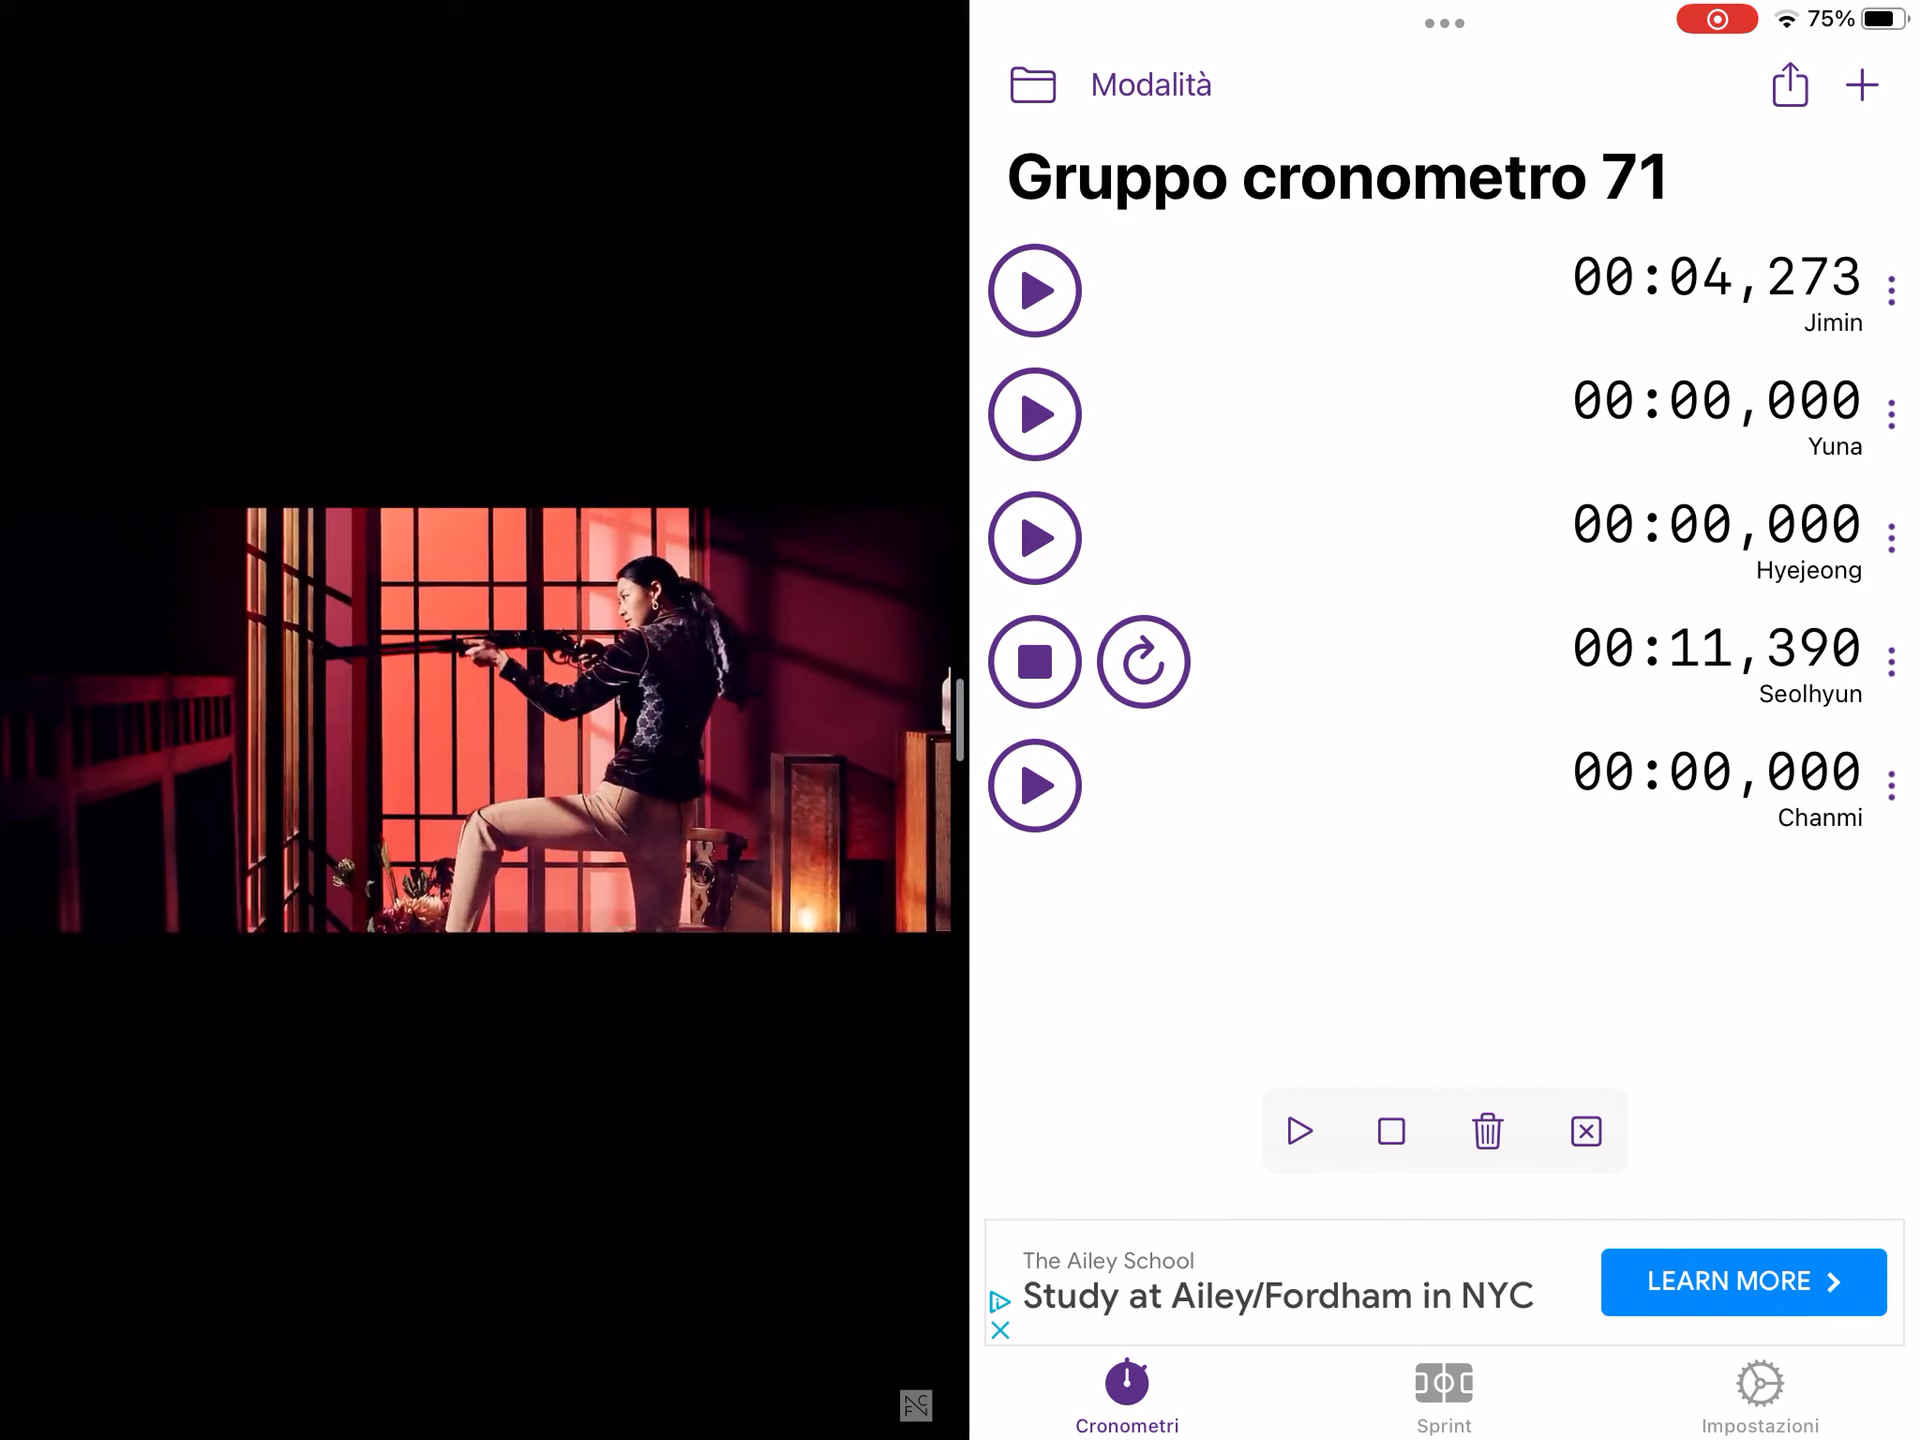 75%
Modalità
Gruppo cronometro 71
00:04,273
Jimin
00:00,000
Yuna
00:00,000
Hyejeong
00:11,390
Seolhyun
00:00,000
Chanmi
The Ailey School
Study at Ailey/Fordham in NYC
LEARN MORE
Cronometri
Sprint
Impostazioni